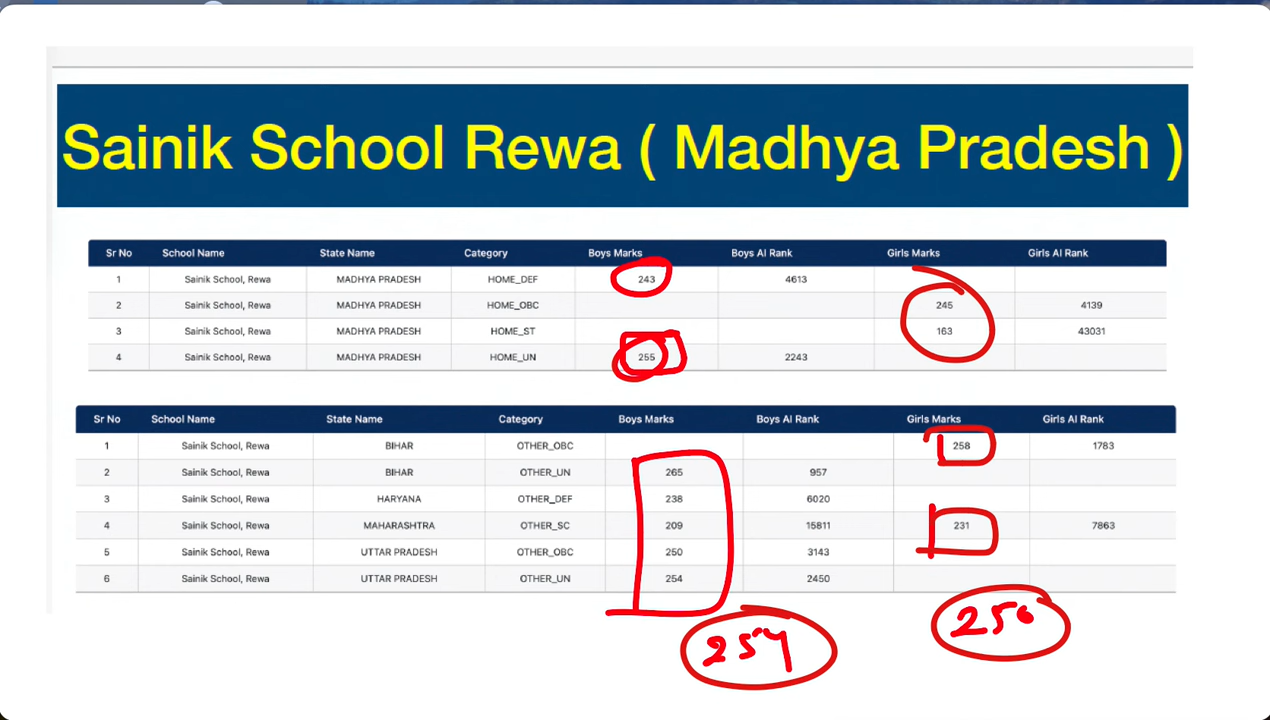 Sainik School Rewa ( Madhya Pradesh )
Sr No School Name State Name Category Boys Marks Boys AI Rank Girls Marks Girls AI Rank
1 Sainik School, Rewa MADHYA PRADESH HOME_DEF 243 4613
2 Sainik School, Rewa MADHYA PRADESH HOME_OBC 245 4139
3 Sainik School, Rewa MADHYA PRADESH HOME_ST 163 43031
4 Sainik School, Rewa MADHYA PRADESH HOME_UN 255 2243
Sr No School Name State Name Category Boys Marks Boys AI Rank Girls Marks Girls AI Rank
1 Sainik School, Rewa BIHAR OTHER_OBC 258 1783
2 Sainik School, Rewa BIHAR OTHER_UN 265 957
3 Sainik School, Rewa HARYANA OTHER_DEF 238 6020
4 Sainik School, Rewa MAHARASHTRA OTHER_SC 209 15811 231 7863
5 Sainik School, Rewa UTTAR PRADESH OTHER_OBC 250 3143
6 Sainik School, Rewa UTTAR PRADESH OTHER_UN 254 2450
254 250